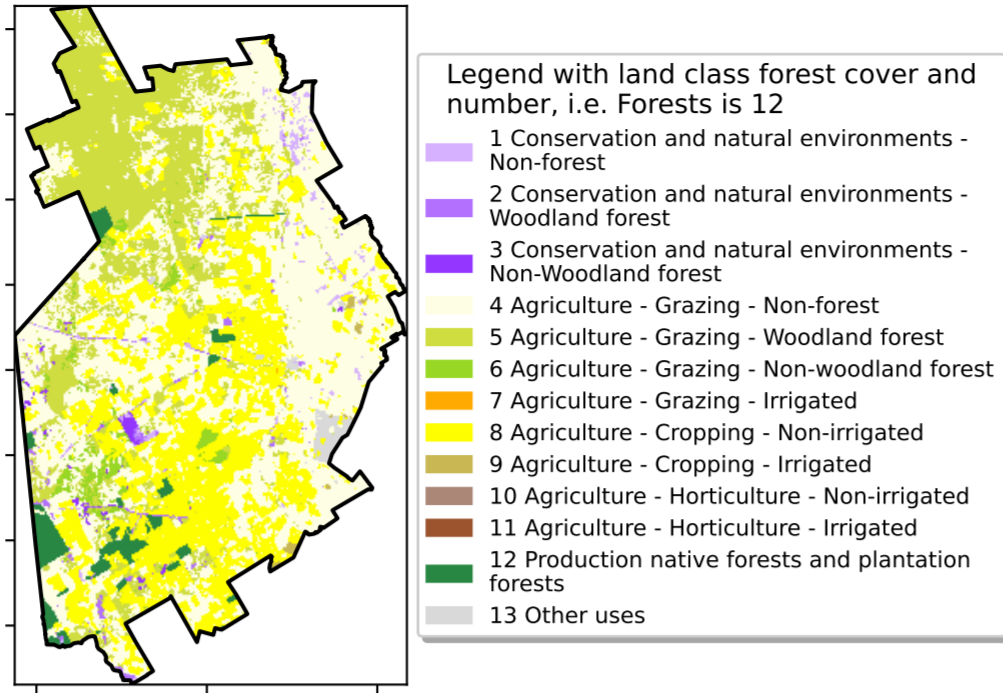 Legend with land class forest cover and
number, i.e. Forests is 12
1 Conservation and natural environments -
Non-forest
2 Conservation and natural environments -
Woodland forest
3 Conservation and natural environments -
Non-Woodland forest
4 Agriculture - Grazing - Non-forest
5 Agriculture - Grazing - Woodland forest
6 Agriculture - Grazing - Non-woodland forest
7 Agriculture - Grazing - Irrigated
8 Agriculture - Cropping - Non-irrigated
9 Agriculture - Cropping - Irrigated
10 Agriculture - Horticulture - Non-irrigated
11 Agriculture - Horticulture - Irrigated
12 Production native forests and plantation
forests
13 Other uses